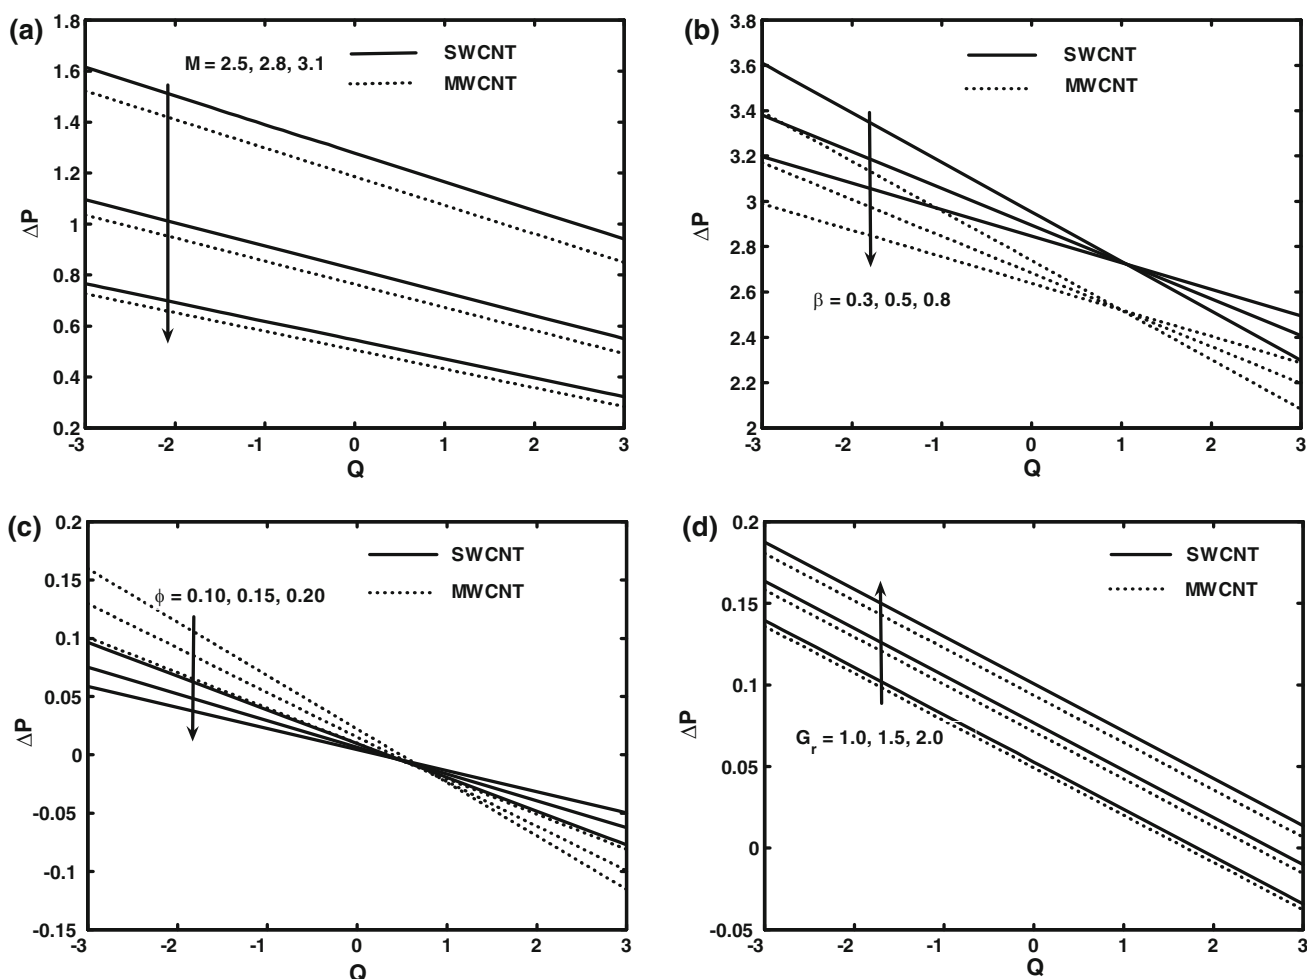 (a)
1.8
1.6
1.4
1.2
1
0.8
0.6
0.4
0.2
ΔP
M = 2.5, 2.8, 3.1
SWCNT
MWCNT
-3 -2 -1 0 1 2 3
Q
(b)
3.8
3.6
3.4
3.2
3
2.8
2.6
2.4
2.2
2
ΔP
SWCNT
MWCNT
β = 0.3, 0.5, 0.8
-3 -2 -1 0 1 2 3
Q
(c)
0.2
0.15
0.1
0.05
0
-0.05
-0.1
-0.15
ΔP
SWCNT
MWCNT
ϕ = 0.10, 0.15, 0.20
-3 -2 -1 0 1 2 3
Q
(d)
0.2
0.15
0.1
0.05
0
-0.05
ΔP
SWCNT
MWCNT
G_r = 1.0, 1.5, 2.0
-3 -2 -1 0 1 2 3
Q